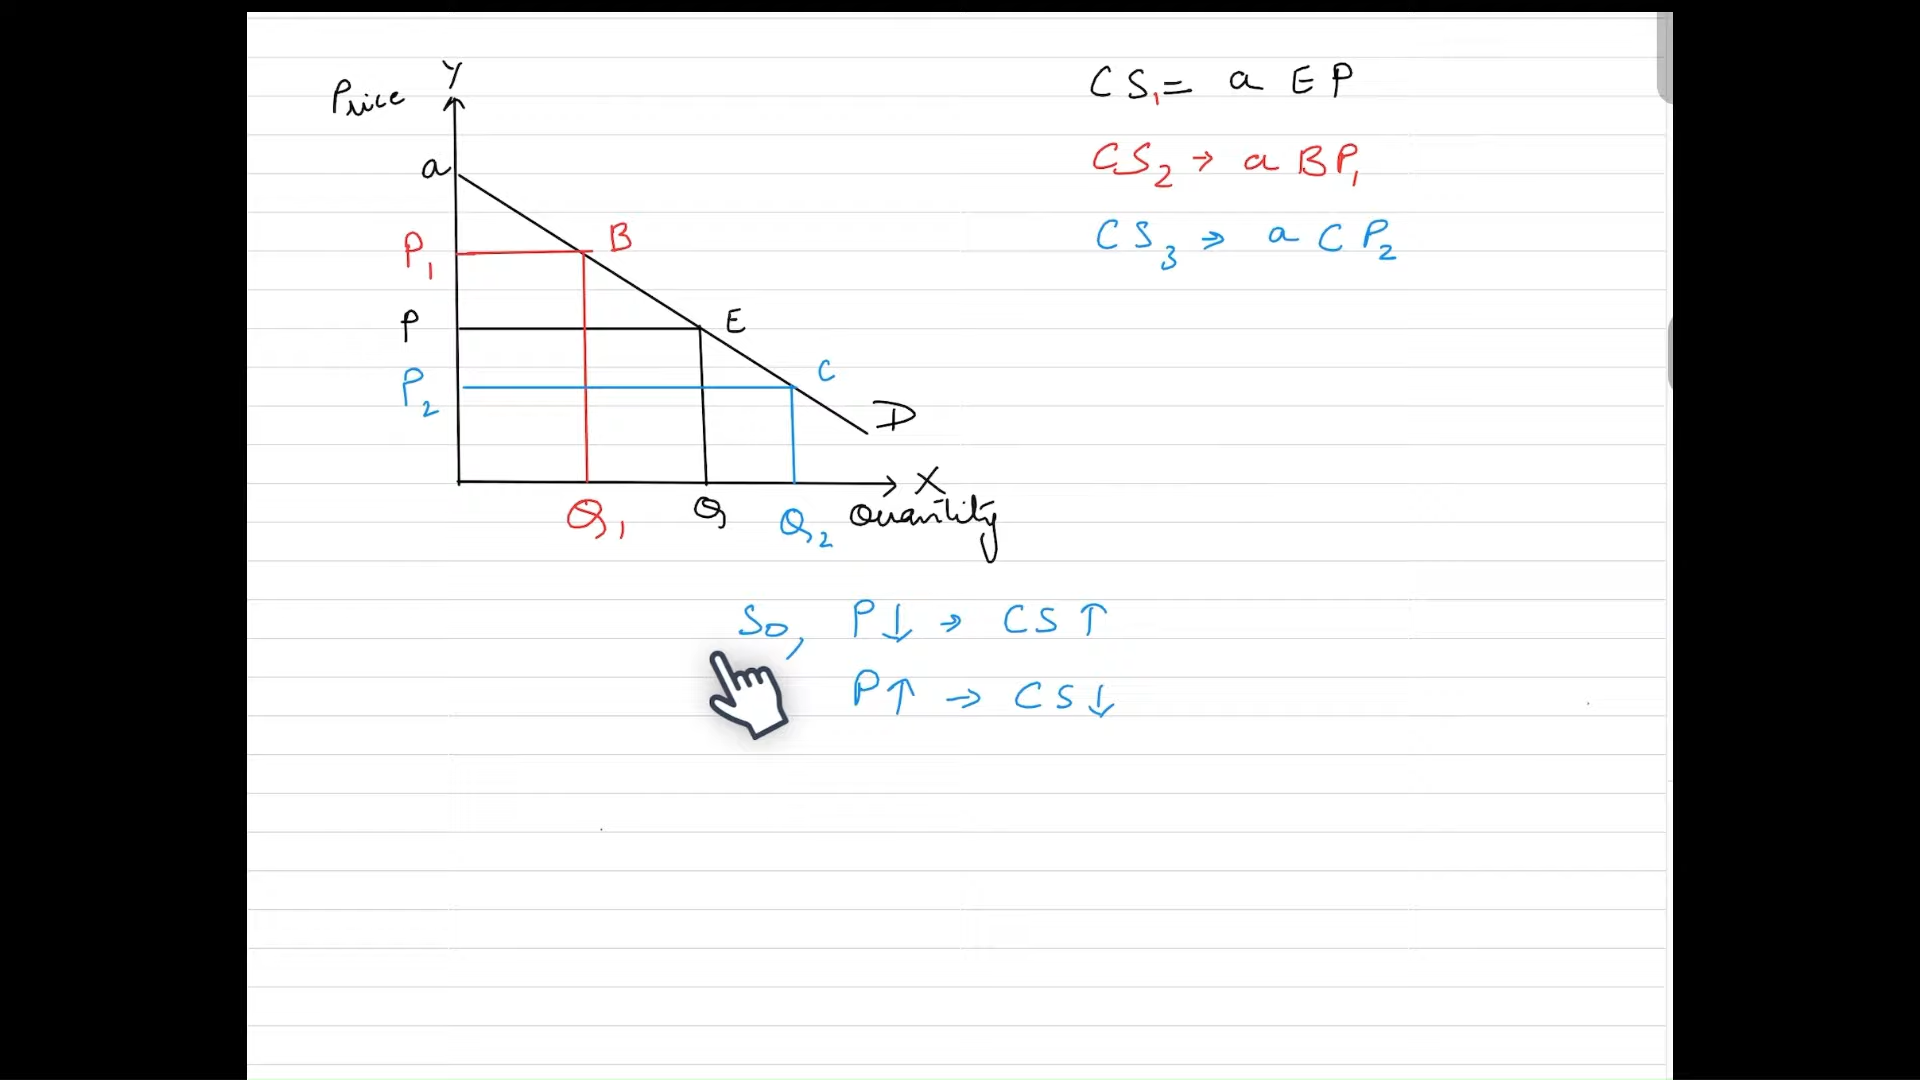 Price
Y
a
P₁
B
P
E
P₂
C
D
X
Q₁
Q
Q₂
Quantity
CS₁ = a E P
CS₂ → a B P₁
CS₃ → a C P₂
So, P↓ → CS↑
P↑ → CS↓